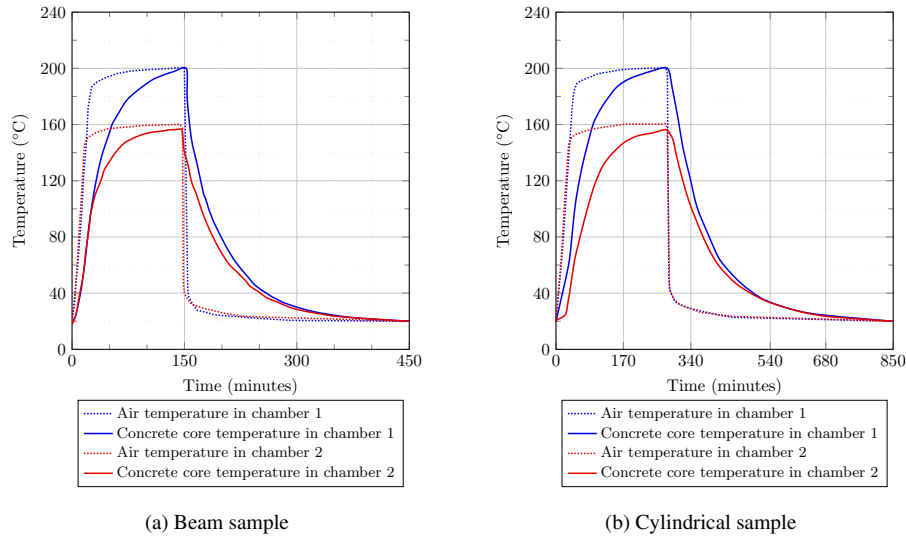 240
200
160
120
80
40
0
Temperature (°C)
0 150 300 450
Time (minutes)
Air temperature in chamber 1
Concrete core temperature in chamber 1
Air temperature in chamber 2
Concrete core temperature in chamber 2
(a) Beam sample
240
200
160
120
80
40
0
Temperature (°C)
0 170 340 540 680 850
Time (minutes)
Air temperature in chamber 1
Concrete core temperature in chamber 1
Air temperature in chamber 2
Concrete core temperature in chamber 2
(b) Cylindrical sample